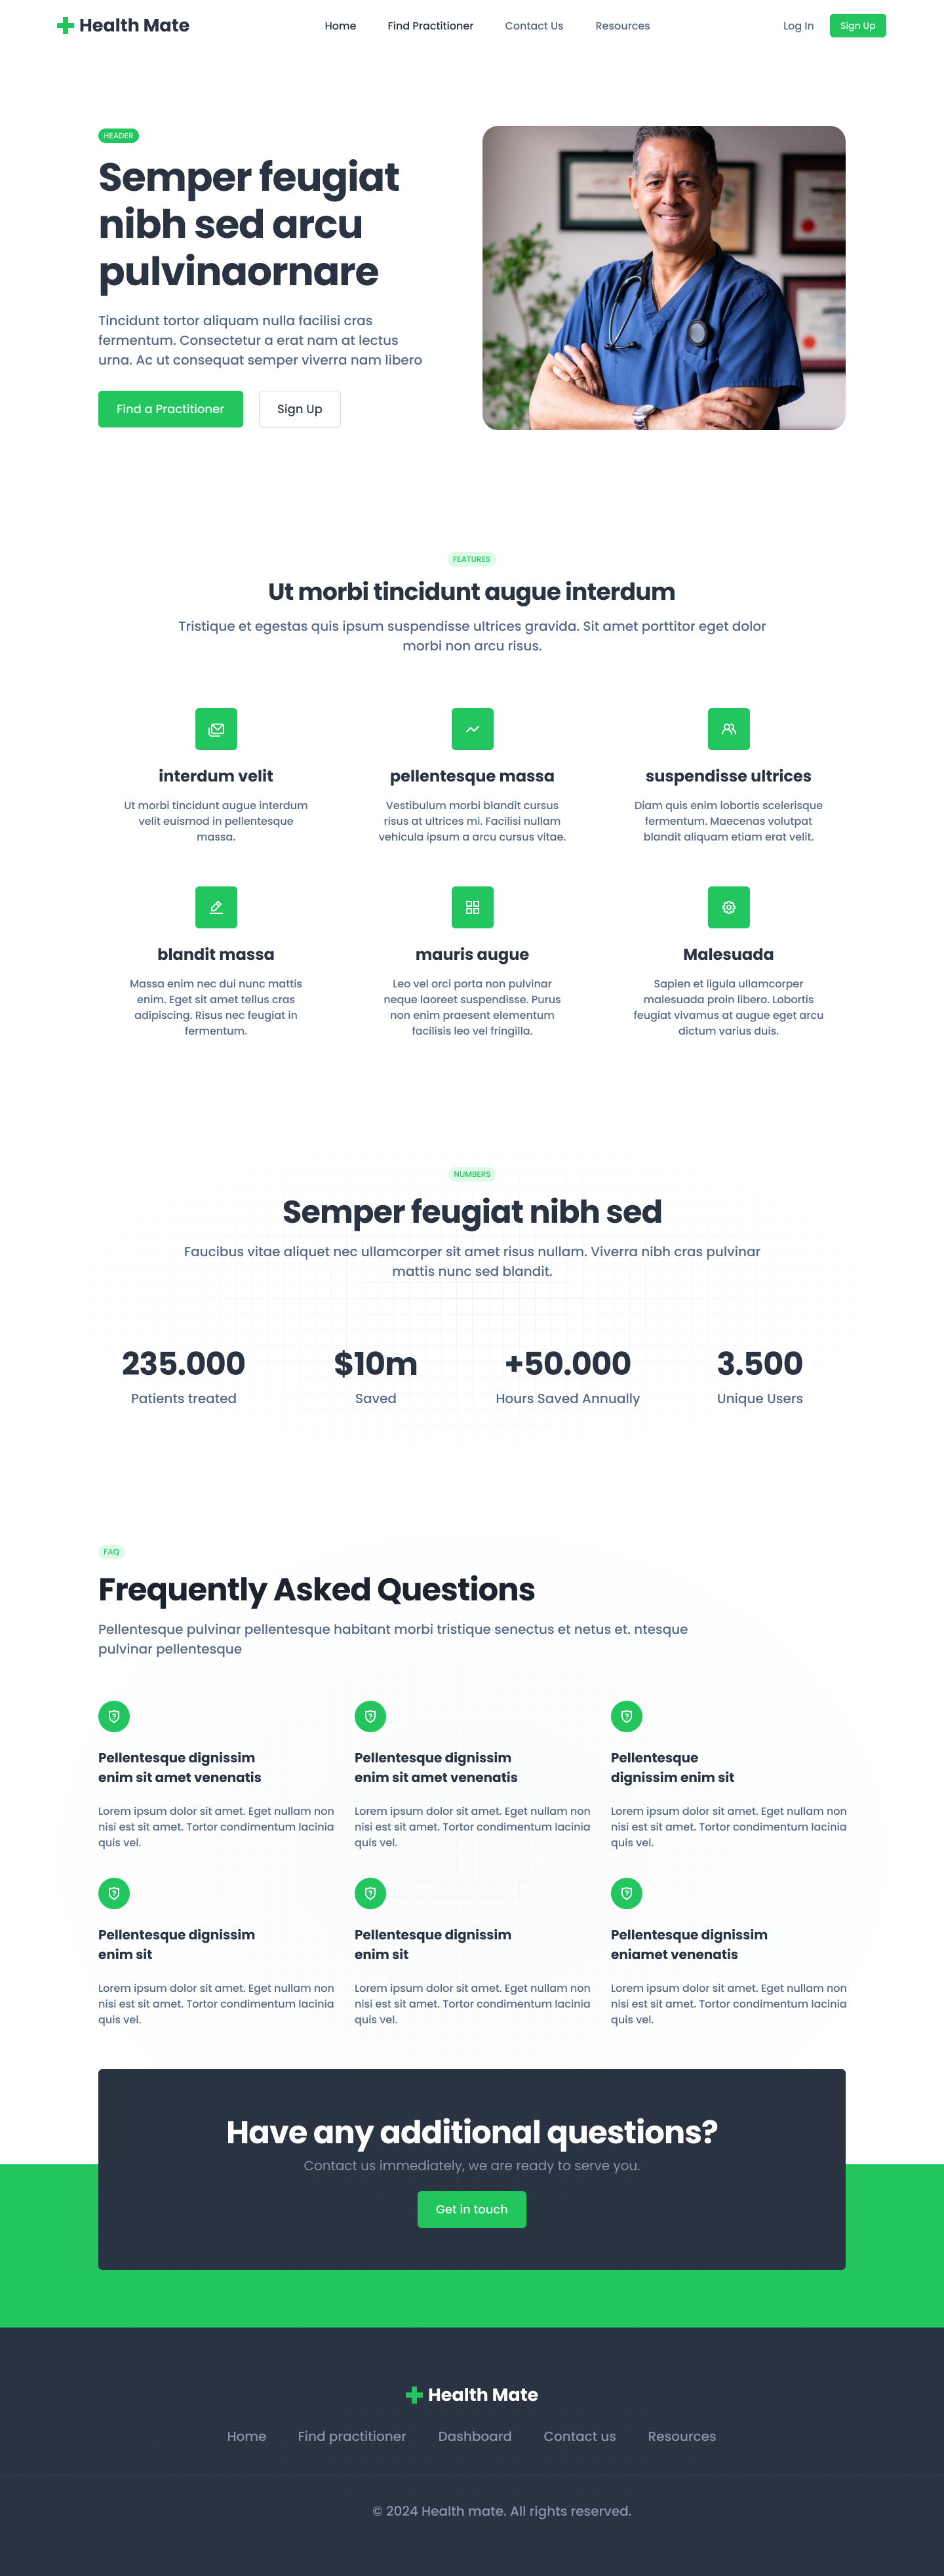 Health Mate
Home Find Practitioner Contact Us Resources
Log In Sign Up
HEADER
Semper feugiat
nibh sed arcu
pulvinaornare
Tincidunt tortor aliquam nulla facilisi cras
fermentum. Consectetur a erat nam at lectus
urna. Ac ut consequat semper viverra nam libero
Find a Practitioner Sign Up
FEATURES
Ut morbi tincidunt augue interdum
Tristique et egestas quis ipsum suspendisse ultrices gravida. Sit amet porttitor eget dolor
morbi non arcu risus.
interdum velit
Ut morbi tincidunt augue interdum
velit euismod in pellentesque
massa.
pellentesque massa
Vestibulum morbi blandit cursus
risus at ultrices mi. Facilisi nullam
vehicula ipsum a arcu cursus vitae.
suspendisse ultrices
Diam quis enim lobortis scelerisque
fermentum. Maecenas volutpat
blandit aliquam etiam erat velit.
blandit massa
Massa enim nec dui nunc mattis
enim. Eget sit amet tellus cras
adipiscing. Risus nec feugiat in
fermentum.
mauris augue
Leo vel orci porta non pulvinar
neque laoreet suspendisse. Purus
non enim praesent elementum
facilisis leo vel fringilla.
Malesuada
Sapien et ligula ullamcorper
malesuada proin libero. Lobortis
feugiat vivamus at augue eget arcu
dictum varius duis.
NUMBERS
Semper feugiat nibh sed
Faucibus vitae aliquet nec ullamcorper sit amet risus nullam. Viverra nibh cras pulvinar
mattis nunc sed blandit.
235.000
Patients treated
$10m
Saved
+50.000
Hours Saved Annually
3.500
Unique Users
FAQ
Frequently Asked Questions
Pellentesque pulvinar pellentesque habitant morbi tristique senectus et netus et. ntesque
pulvinar pellentesque
Pellentesque dignissim
enim sit amet venenatis
Lorem ipsum dolor sit amet. Eget nullam non
nisi est sit amet. Tortor condimentum lacinia
quis vel.
Pellentesque dignissim
enim sit amet venenatis
Lorem ipsum dolor sit amet. Eget nullam non
nisi est sit amet. Tortor condimentum lacinia
quis vel.
Pellentesque
dignissim enim sit
Lorem ipsum dolor sit amet. Eget nullam non
nisi est sit amet. Tortor condimentum lacinia
quis vel.
Pellentesque dignissim
enim sit
Lorem ipsum dolor sit amet. Eget nullam non
nisi est sit amet. Tortor condimentum lacinia
quis vel.
Pellentesque dignissim
enim sit
Lorem ipsum dolor sit amet. Eget nullam non
nisi est sit amet. Tortor condimentum lacinia
quis vel.
Pellentesque dignissim
eniamet venenatis
Lorem ipsum dolor sit amet. Eget nullam non
nisi est sit amet. Tortor condimentum lacinia
quis vel.
Have any additional questions?
Contact us immediately, we are ready to serve you.
Get in touch
Health Mate
Home Find practitioner Dashboard Contact us Resources
© 2024 Health mate. All rights reserved.